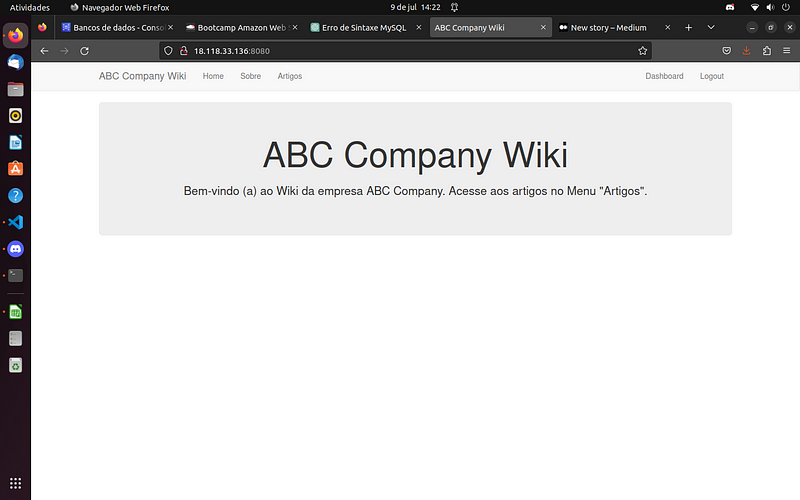 Atividades
Navegador Web Firefox
9 de jul 14:22
Bancos de dados - Conso
Bootcamp Amazon Web S
Erro de Sintaxe MySQL
ABC Company Wiki
New story – Medium
18.118.33.136:8080
ABC Company Wiki
Home
Sobre
Artigos
Dashboard
Logout
ABC Company Wiki
Bem-vindo (a) ao Wiki da empresa ABC Company. Acesse aos artigos no Menu "Artigos".